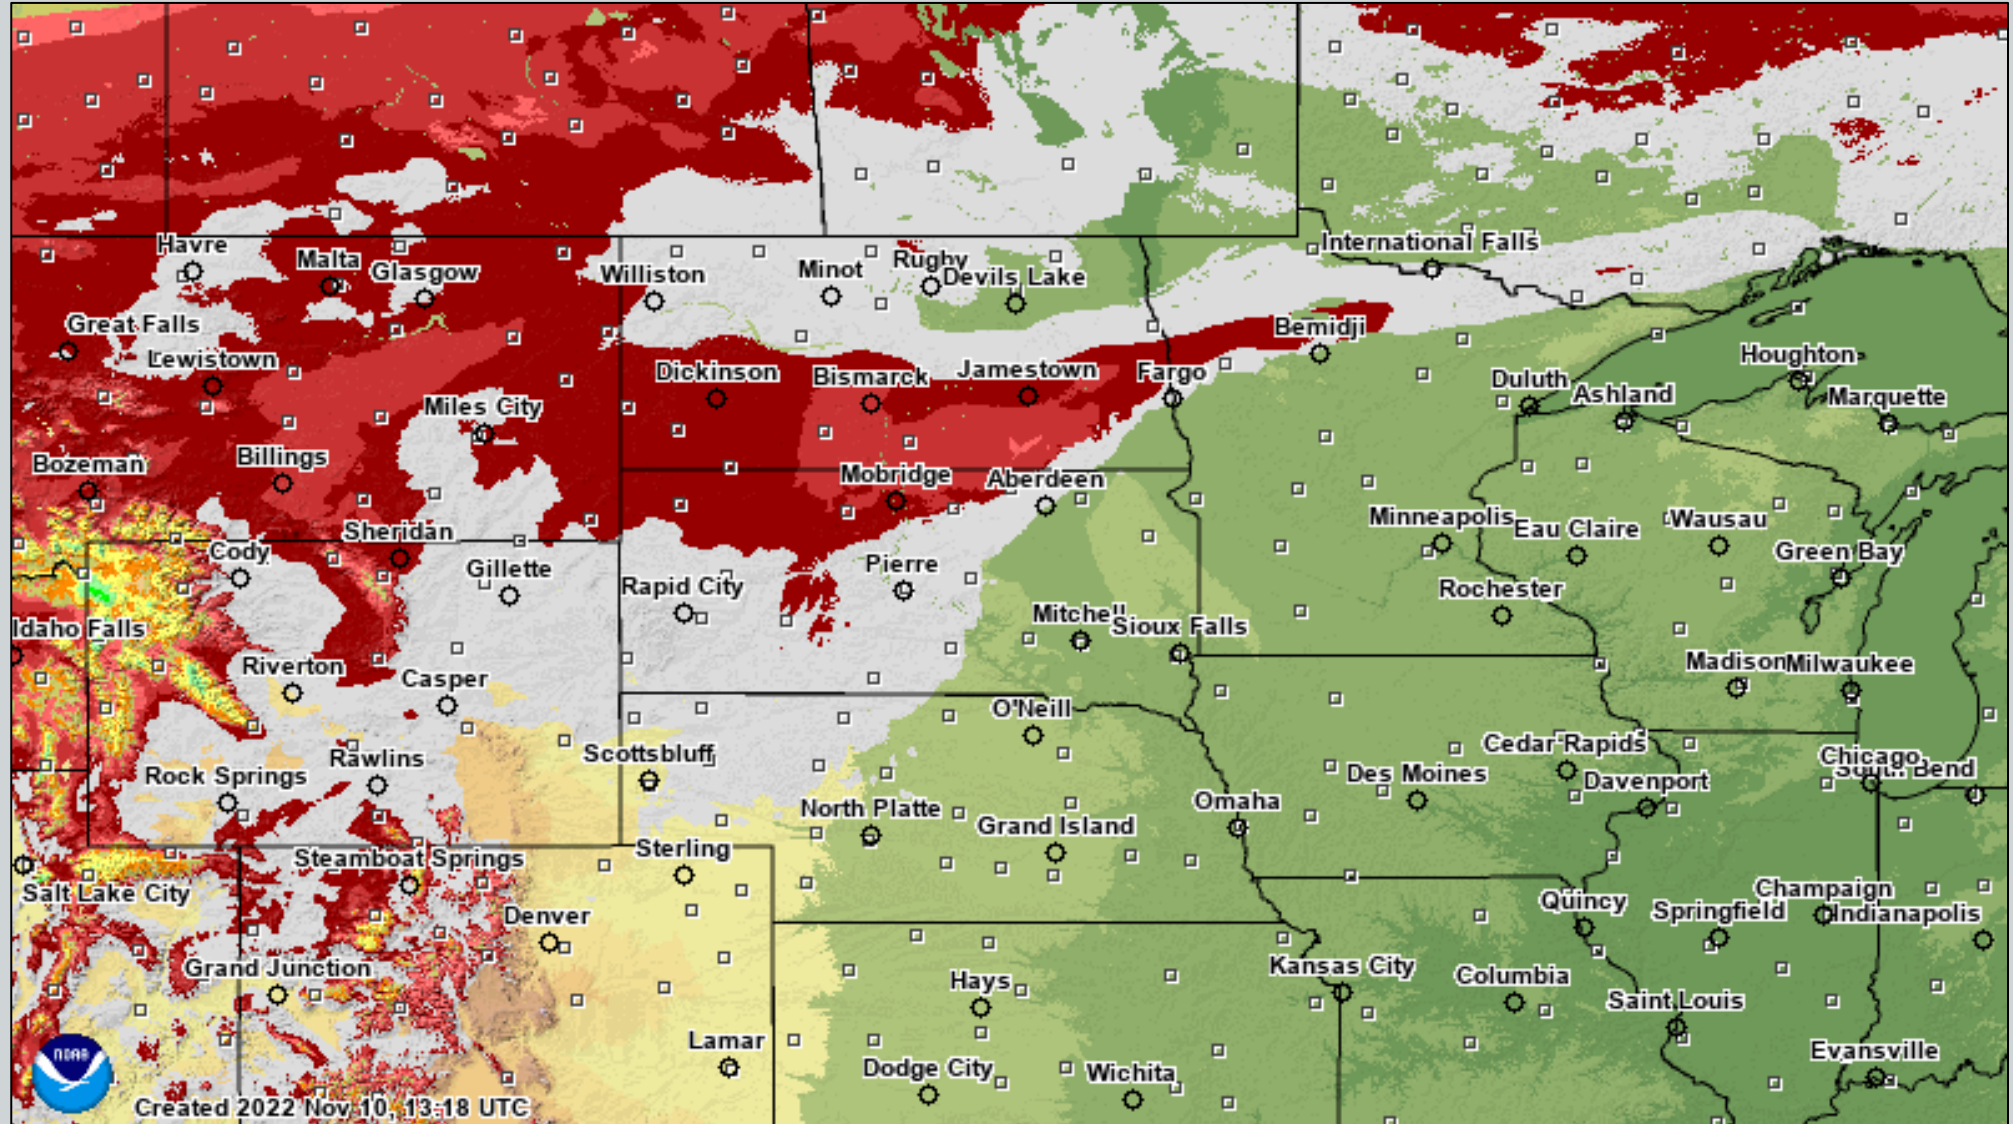 Havre
Malta
Glasgow
Williston
Minot
Rugby
Devils Lake
International Falls
Great Falls
Lewistown
Dickinson
Bismarck
Jamestown
Fargo
Bemidji
Duluth
Ashland
Houghton
Marquette
Miles City
Bozeman
Billings
Mobridge
Aberdeen
Sheridan
Cody
Gillette
Rapid City
Pierre
Minneapolis
Eau Claire
Wausau
Green Bay
Rochester
Idaho Falls
Mitchell
Sioux Falls
Riverton
Casper
Madison
Milwaukee
O'Neill
Rock Springs
Rawlins
Scottsbluff
Cedar Rapids
Des Moines
Davenport
Chicago
South Bend
North Platte
Grand Island
Omaha
Salt Lake City
Steamboat Springs
Sterling
Denver
Quincy
Springfield
Champaign
Indianapolis
Grand Junction
Hays
Kansas City
Columbia
Saint Louis
Lamar
Dodge City
Wichita
Evansville
NOAA
Created 2022 Nov 10, 13:18 UTC